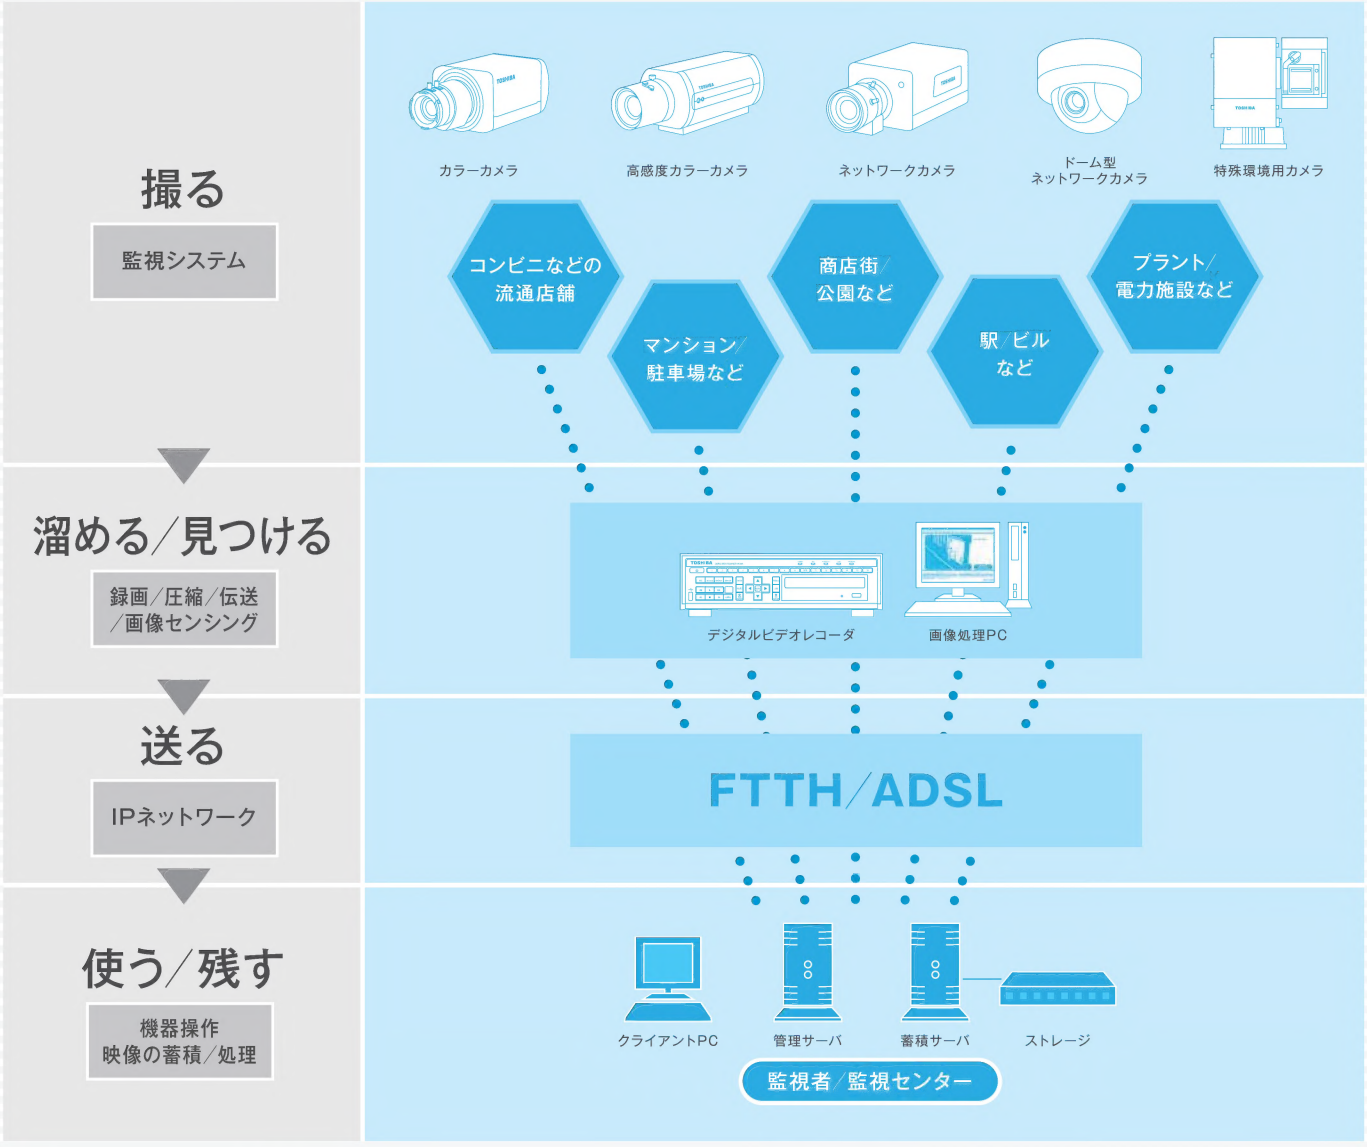 撮る
監視システム
TOSHIBA
TOSHIBA
TOSHIBA
カラーカメラ
高感度カラーカメラ
ネットワークカメラ
ドーム型
ネットワークカメラ
特殊環境用カメラ
コンビニなどの
流通店舗
マンション/
駐車場など
商店街/
公園など
駅/ビル
など
プラント/
電力施設など
溜める/見つける
録画/圧縮/伝送
/画像センシング
TOSHIBA
デジタルビデオレコーダ
画像処理PC
送る
IPネットワーク
FTTH/ADSL
使う/残す
機器操作
映像の蓄積/処理
クライアントPC
管理サーバ
蓄積サーバ
ストレージ
監視者/監視センター